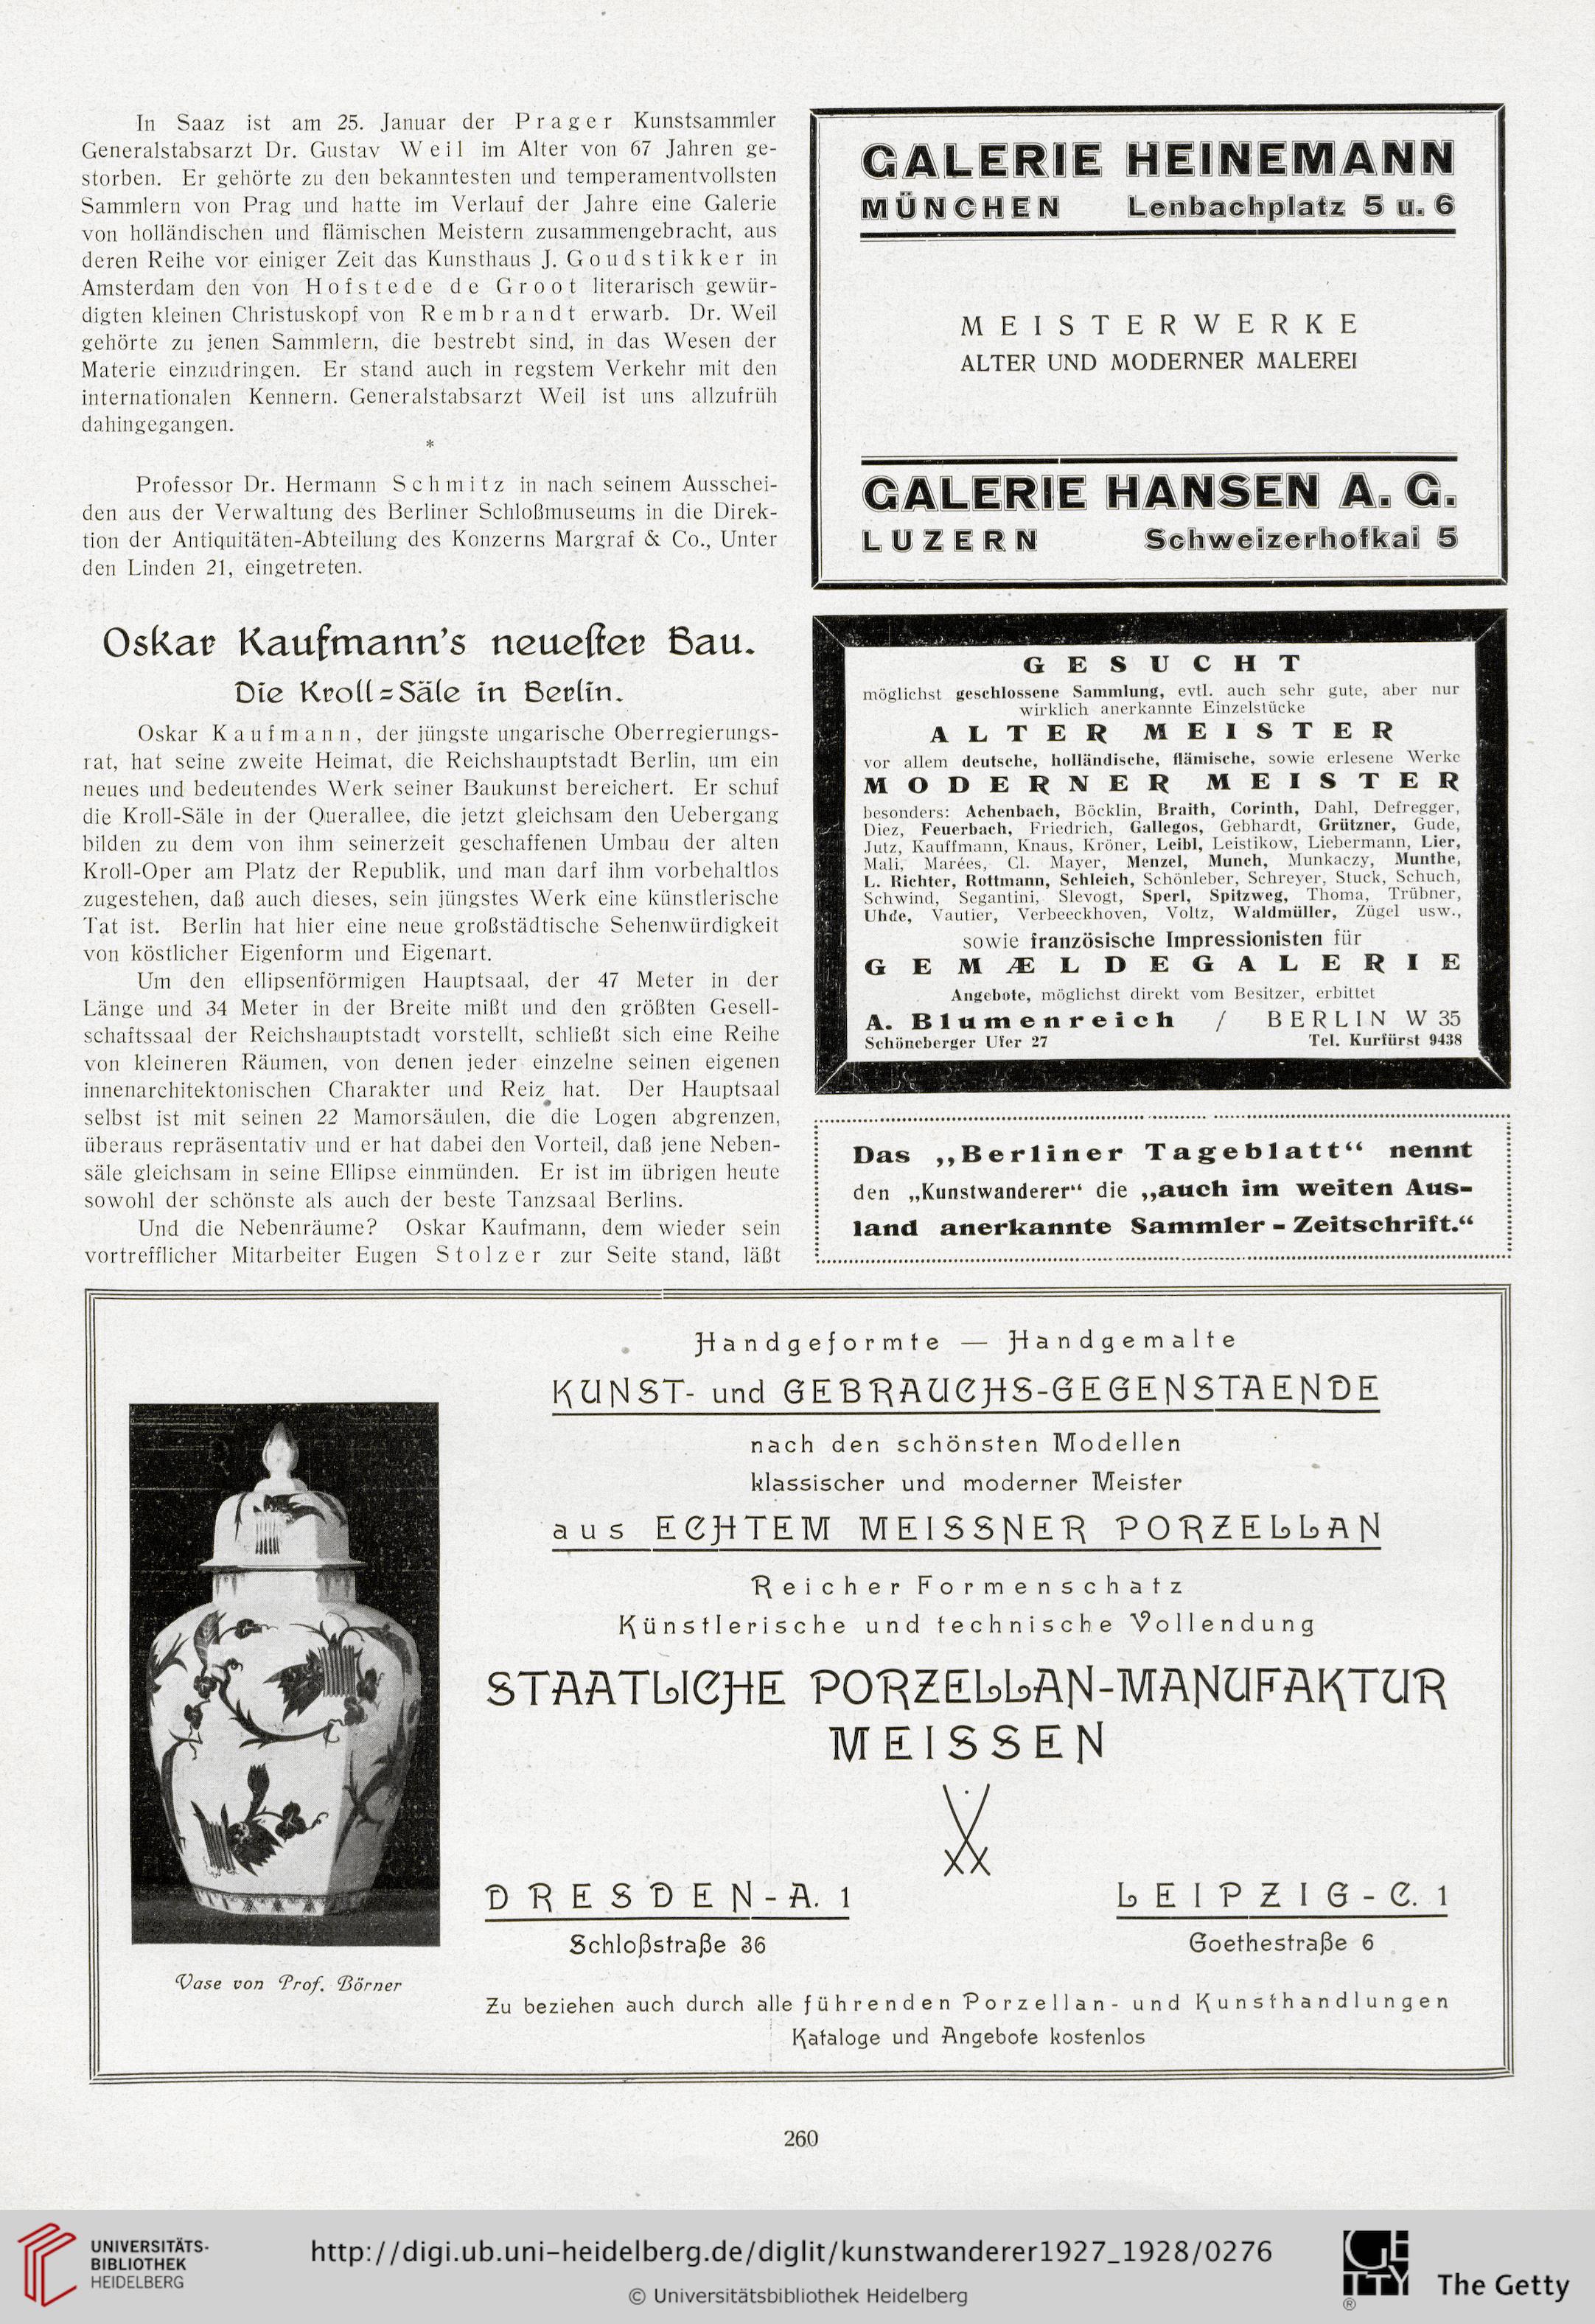 In Saaz ist am 25. Januar der Prager Kunstsammler
Generalstabsarzt Dr. Gustav Weil im Alter von 67 Jahren ge-
storben. Er gehörte zu den bekanntesten und temperamentvollsten
Sammlern von Prag und hatte im Verlauf der Jahre eine Galerie
von holländischen und flämischen Meistern zusammengebracht, aus
deren Reihe vor einiger Zeit das Kunsthaus J. Goudstikker in
Amsterdam den von Hofstede de Groot literarisch gewür-
digten kleinen Christuskopf von Rembrandt erwarb. Dr. Weil
gehörte zu jenen Sammlern, die bestrebt sind, in das Wesen der
Materie einzudringen. Er stand auch in regstem Verkehr mit den
internationalen Kennern. Generalstabsarzt Weil ist uns allzufrüh
dahingegangen.
*
Professor Dr. Hermann Schmitz in nach seinem Ausschei-
den aus der Verwaltung des Berliner Schloßmuseums in die Direk-
tion der Antiquitäten-Abteilung des Konzerns Margraf & Co., Unter
den Linden 21, eingetreten.
Oskar Kaufmann's neuester Bau.
Die Kroll=Säle in Berlin.
Oskar Kaufmann, der jüngste ungarische Oberregierungs-
rat, hat seine zweite Heimat, die Reichshauptstadt Berlin, um ein
neues und bedeutendes Werk seiner Baukunst bereichert. Er schuf
die Kroll-Säle in der Querallee, die jetzt gleichsam den Uebergang
bilden zu dem von ihm seinerzeit geschaffenen Umbau der alten
Kroll-Oper am Platz der Republik, und man darf ihm vorbehaltlos
zugestehen, daß auch dieses, sein jüngstes Werk eine künstlerische
Tat ist. Berlin hat hier eine neue großstädtische Sehenwürdigkeit
von köstlicher Eigenform und Eigenart.
Um den ellipsenförmigen Hauptsaal, der 47 Meter in der
Länge und 34 Meter in der Breite mißt und den größten Gesell-
schaftssaal der Reichshauptstadt vorstellt, schließt sich eine Reihe
von kleineren Räumen, von denen jeder einzelne seinen eigenen
innenarchitektonischen Charakter und Reiz hat. Der Hauptsaal
selbst ist mit seinen 22 Mamorsäulen, die die Logen abgrenzen,
überaus repräsentativ und er hat dabei den Vorteil, daß jene Neben-
säle gleichsam in seine Ellipse einmünden. Er ist im übrigen heute
sowohl der schönste als auch der beste Tanzsaal Berlins.
Und die Nebenräume? Oskar Kaufmann, dem wieder sein
vortrefflicher Mitarbeiter Eugen Stolzer zur Seite stand, läßt
GALERIE HEINEMANN
MÜNCHEN Lenbachplatz 5 u. 6
MEISTERWERKE
ALTER UND MODERNER MALEREI
GALERIE HANSEN A. G.
LUZERN Schweizerhofkai 5
GESUCHT
möglichst geschlossene Sammlung, evtl. auch sehr gute, aber nur
wirklich anerkannte Einzelstücke
ALTER MEISTER
vor allem deutsche, holländische, flämische, sowie erlesene Werke
MODERNER MEISTER
besonders: Achenbach, Böcklin, Braith, Corinth, Dahl, Defregger,
Diez, Feuerbach, Friedrich, Gallegos, Gebhardt, Grützner, Gude,
Jutz, Kauffmann, Knaus, Kröner, Leibl, Leistikow, Liebermann, Lier,
Mali, Marées, Cl. Mayer, Menzel, Munch, Munkaczy, Munthe,
L. Richter, Rottmann, Schleich, Schönleber, Schreyer, Stuck, Schuch,
Schwind, Segantini, Slevogt, Sperl, Spitzweg, Thoma, Trübner,
Uhde, Vautier, Verbeeckhoven, Voltz, Waldmüller, Zügel usw.,
sowie französische Impressionisten für
GEMÆLDEGALERIE
Angebote, möglichst direkt vom Besitzer, erbittet
A. Blumenreich / BERLIN W 35
Schöneberger Ufer 27 Tel. Kurfürst 9438
Das „Berliner Tageblatt“ nennt
den „Kunstwanderer“ die „auch im weiten Aus-
land anerkannte Sammler-Zeitschrift.“
Handgeformte — Handgemalte
KUNST- und GEBRAUCHS-GEGENSTAENDE
nach den schönsten Modellen
klassischer und moderner Meister
aus ECHTEM MEISSNER PORZELLAN
Reicher Formenschatz
Künstlerische und technische Vollendung
STAATLICHE PORZELLAN-MANUFAKTUR
MEISSEN
DRESDEN-A. 1 LEIPZIG-C. 1
Schloßstraße 36 Goethestraße 6
Vase von Prof. Börner
Zu beziehen auch durch alle führenden Porzellan- und Kunsthandlungen
Kataloge und Angebote kostenlos
260
UNIVERSITÄTS-
BIBLIOTHEK
HEIDELBERG
http://digi.ub.uni-heidelberg.de/diglit/kunstwanderer1927_1928/0276
© Universitätsbibliothek Heidelberg
GETTY
®
The Getty